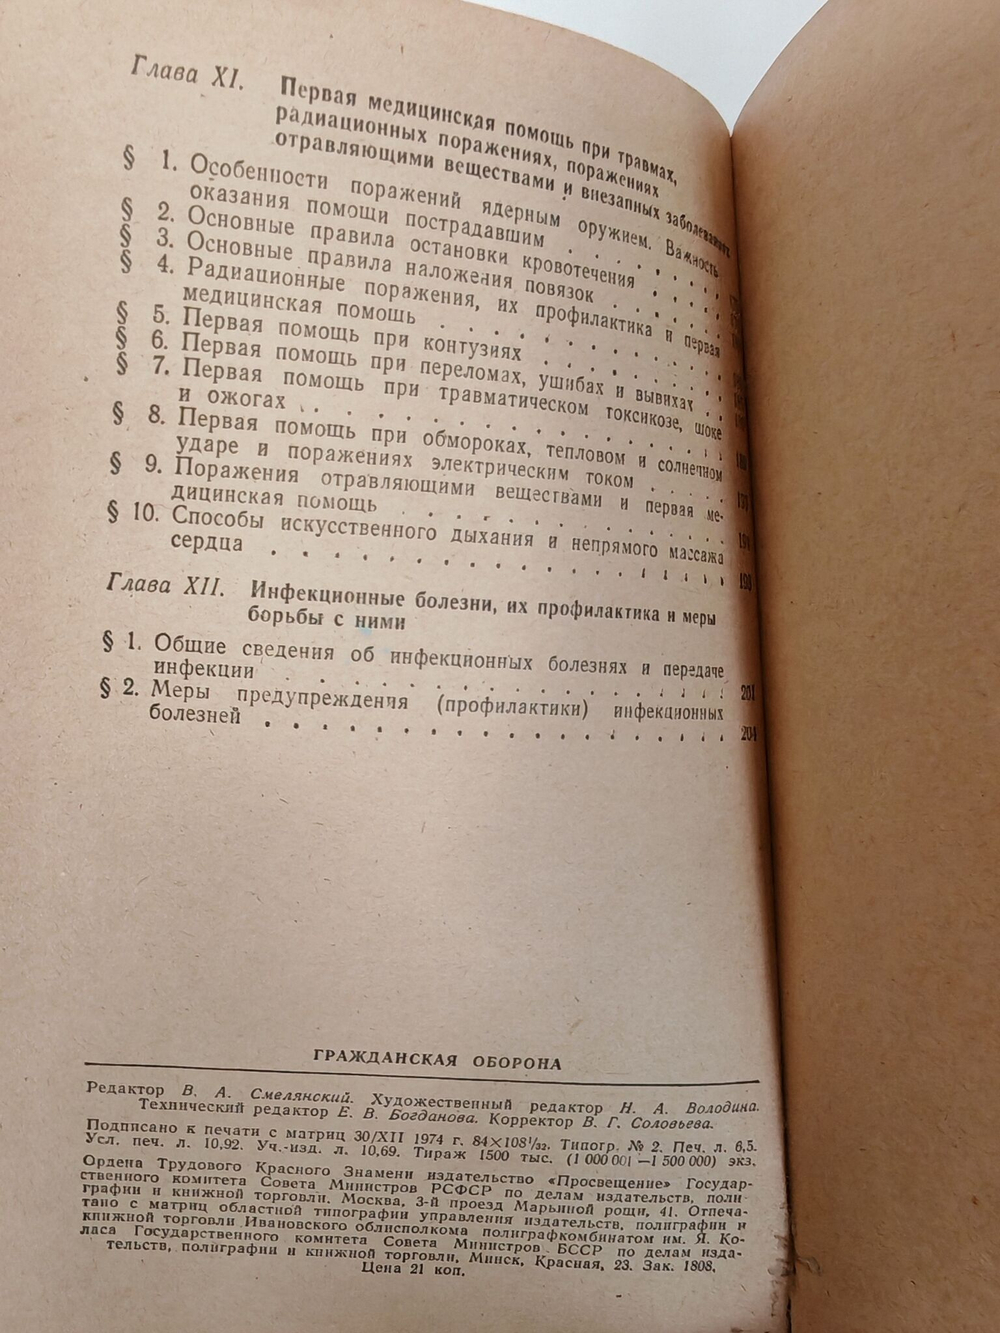 Глава XI. Первая медицинская помощь при травмах,
радиационных поражениях, поражениях
отравляющими веществами и внезапных заболеваниях
§ 1. Особенности поражений ядерным оружием. Важность
оказания помощи пострадавшим . . . . . .
§ 2. Основные правила остановки кровотечения . . . .
§ 3. Основные правила наложения повязок . . . . .
§ 4. Радиационные поражения, их профилактика и первая
медицинская помощь . . . . . . . . .
§ 5. Первая помощь при контузиях . . . . . . .
§ 6. Первая помощь при переломах, ушибах и вывихах . .
§ 7. Первая помощь при травматическом токсикозе, шоке
и ожогах . . . . . . . . . . . . .
§ 8. Первая помощь при обмороках, тепловом и солнечном
ударе и поражениях электрическим током . . . .
§ 9. Поражения отравляющими веществами и первая ме-
дицинская помощь . . . . . . . . . .
§ 10. Способы искусственного дыхания и непрямого массажа
сердца . . . . . . . . . . . . . . .
Глава XII. Инфекционные болезни, их профилактика и меры
борьбы с ними
§ 1. Общие сведения об инфекционных болезнях и передаче
инфекции . . . . . . . . . . . . . . 201
§ 2. Меры предупреждения (профилактики) инфекционных
болезней . . . . . . . . . . . . . . . 204
ГРАЖДАНСКАЯ ОБОРОНА
Редактор В. А. Смелянский. Художественный редактор Н. А. Володина.
Технический редактор Е. В. Богданова. Корректор В. Г. Соловьева.
Подписано к печати с матриц 30/XII 1974 г. 84×108¹/₃₂. Типогр. № 2. Печ. л. 6,5.
Усл. печ. л. 10,92. Уч.-изд. л. 10,69. Тираж 1500 тыс. (1 000 001—1 500 000) экз.
Ордена Трудового Красного Знамени издательство «Просвещение» Государ-
ственного комитета Совета Министров РСФСР по делам издательств, поли-
графии и книжной торговли. Москва, 3-й проезд Марьиной рощи, 41. Отпеча-
тано с матриц областной типографии управления издательств, полиграфии и
книжной торговли Ивановского облисполкома полиграфкомбинатом им. Я. Ко-
ласа Государственного комитета Совета Министров БССР по делам изда-
тельств, полиграфии и книжной торговли, Минск, Красная, 23. Зак. 1808.
Цена 21 коп.